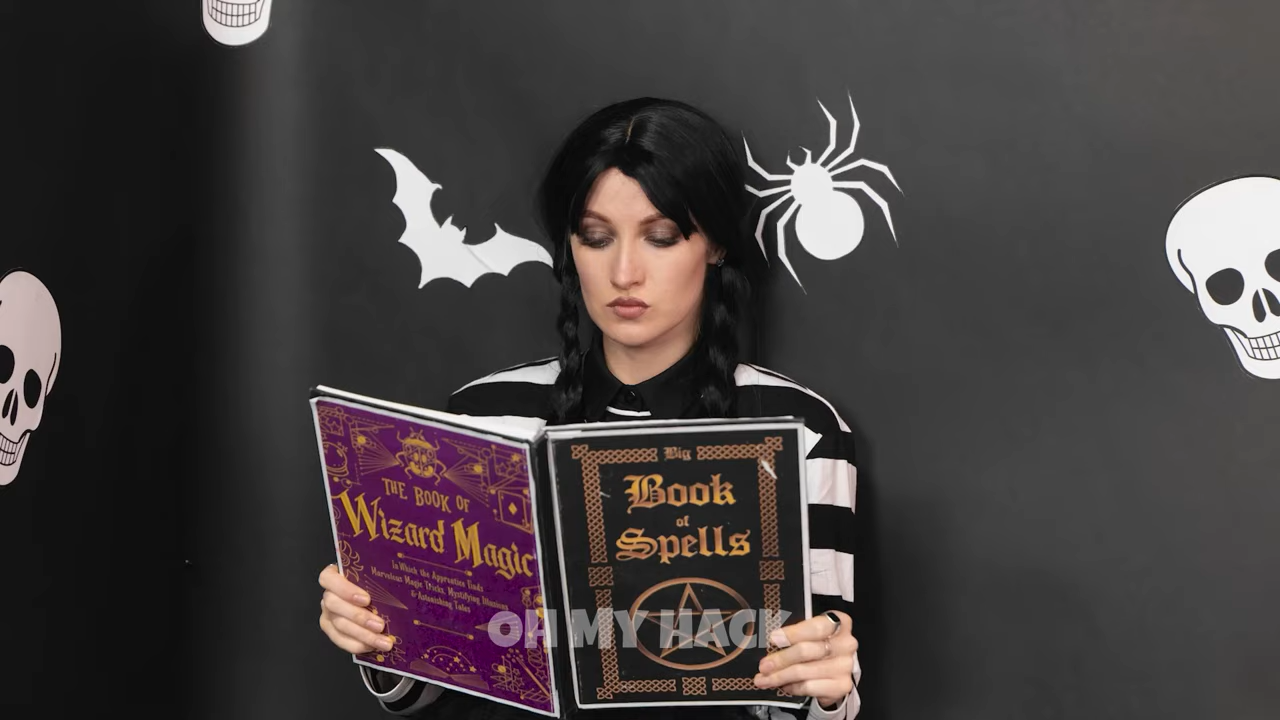 THE BOOK OF
Wizard Magic
In Which the Apprentice Finds
Marvelous Magic Tricks, Mystifying Illusions
& Astonishing Tales
Big
Book
of
Spells
OH MY HACK